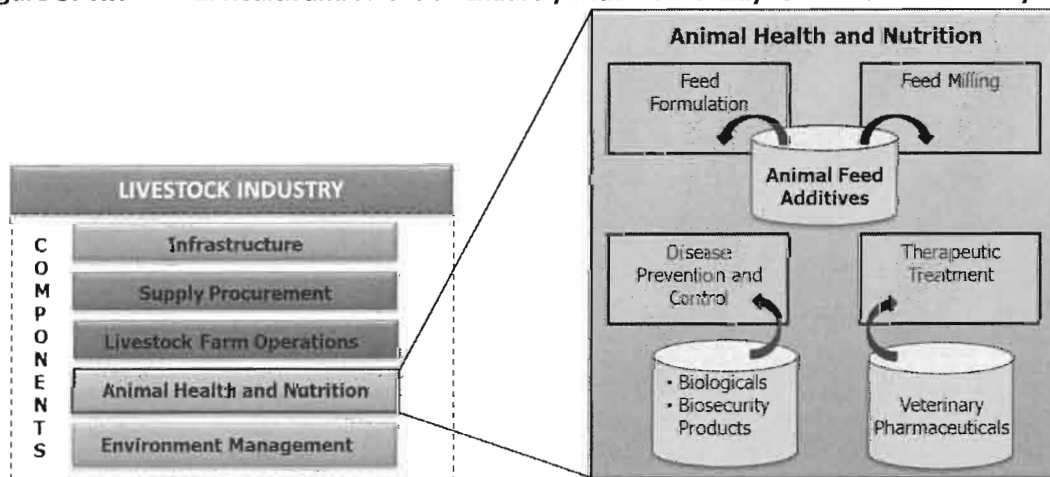 LIVESTOCK INDUSTRY
COMPONENTS
Infrastructure
Supply Procurement
Livestock Farm Operations
Animal Health and Nutrition
Environment Management
Animal Health and Nutrition
Feed
Formulation
Feed Milling
Animal Feed
Additives
Disease
Prevention and
Control
Therapeutic
Treatment
• Biologicals
• Biosecurity
Products
Veterinary
Pharmaceuticals